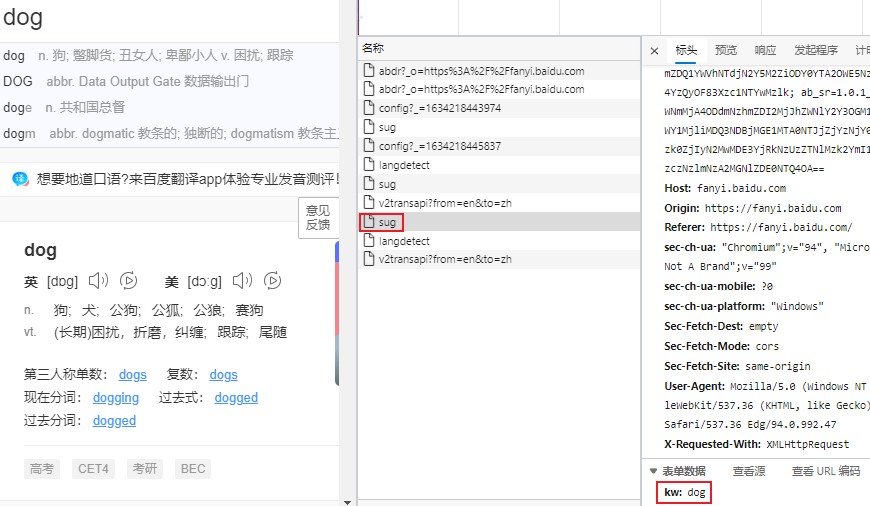 dog
dog n. 狗; 蹩脚货; 丑女人; 卑鄙小人 v. 困扰; 跟踪
DOG abbr. Data Output Gate 数据输出门
doge n. 共和国总督
dogm abbr. dogmatic 教条的; 独断的; dogmatism 教条主
想要地道口语?来百度翻译app体验专业发音测评!
意见
反馈
dog
英 [dɒg] 美 [dɔːg]
n. 狗; 犬; 公狗; 公狐; 公狼; 赛狗
vt. (长期)困扰, 折磨, 纠缠; 跟踪; 尾随
第三人称单数: dogs 复数: dogs
现在分词: dogging 过去式: dogged
过去分词: dogged
高考 CET4 考研 BEC
名称
abdr?_o=https%3A%2F%2Ffanyi.baidu.com
abdr?_o=https%3A%2F%2Ffanyi.baidu.com
config?_=1634218443974
sug
config?_=1634218445837
langdetect
sug
v2transapi?from=en&to=zh
sug
langdetect
v2transapi?from=en&to=zh
× 标头 预览 响应 发起程序 计时
4YzQyOF83Xzc1NTYwMzlk; ab_sr=1.0.1_
Host: fanyi.baidu.com
Origin: https://fanyi.baidu.com
Referer: https://fanyi.baidu.com/
sec-ch-ua: "Chromium";v="94", "Micro
Not A Brand";v="99"
sec-ch-ua-mobile: ?0
sec-ch-ua-platform: "Windows"
Sec-Fetch-Dest: empty
Sec-Fetch-Mode: cors
Sec-Fetch-Site: same-origin
User-Agent: Mozilla/5.0 (Windows NT
leWebKit/537.36 (KHTML, like Gecko)
Safari/537.36 Edg/94.0.992.47
X-Requested-With: XMLHttpRequest
表单数据 查看源 查看 URL 编码
kw: dog